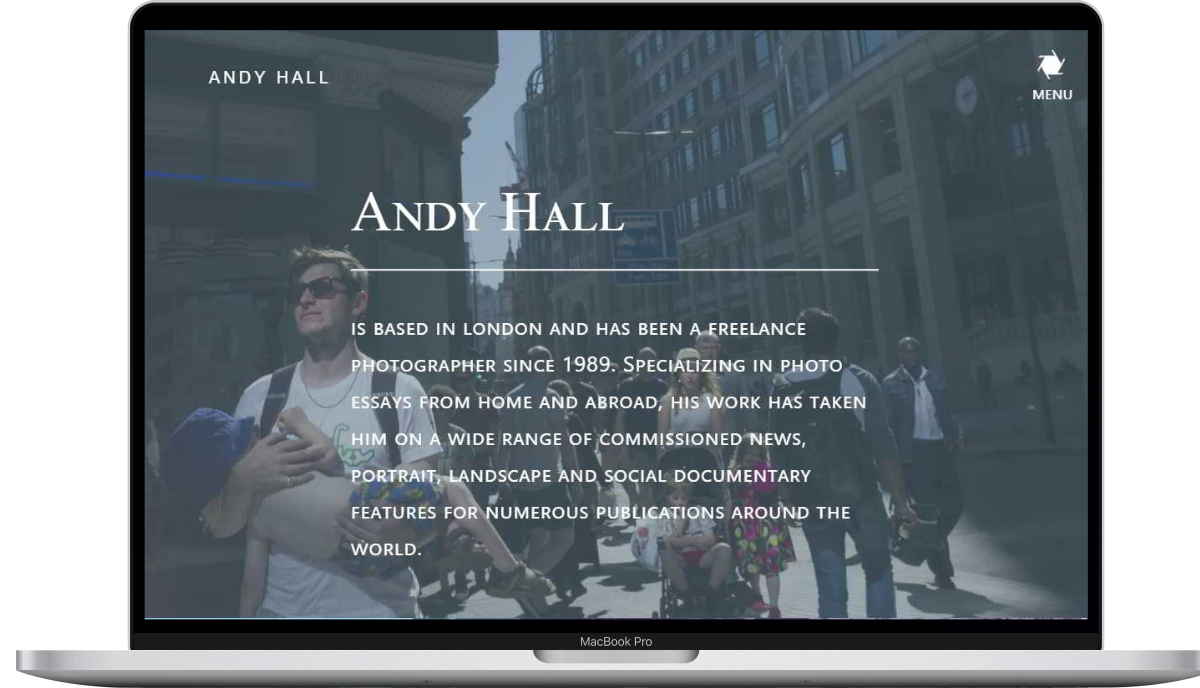 ANDY HALL
MENU
Andy Hall
is based in london and has been a freelance
photographer since 1989. Specializing in photo
essays from home and abroad, his work has taken
him on a wide range of commissioned news,
portrait, landscape and social documentary
features for numerous publications around the
world.
MacBook Pro